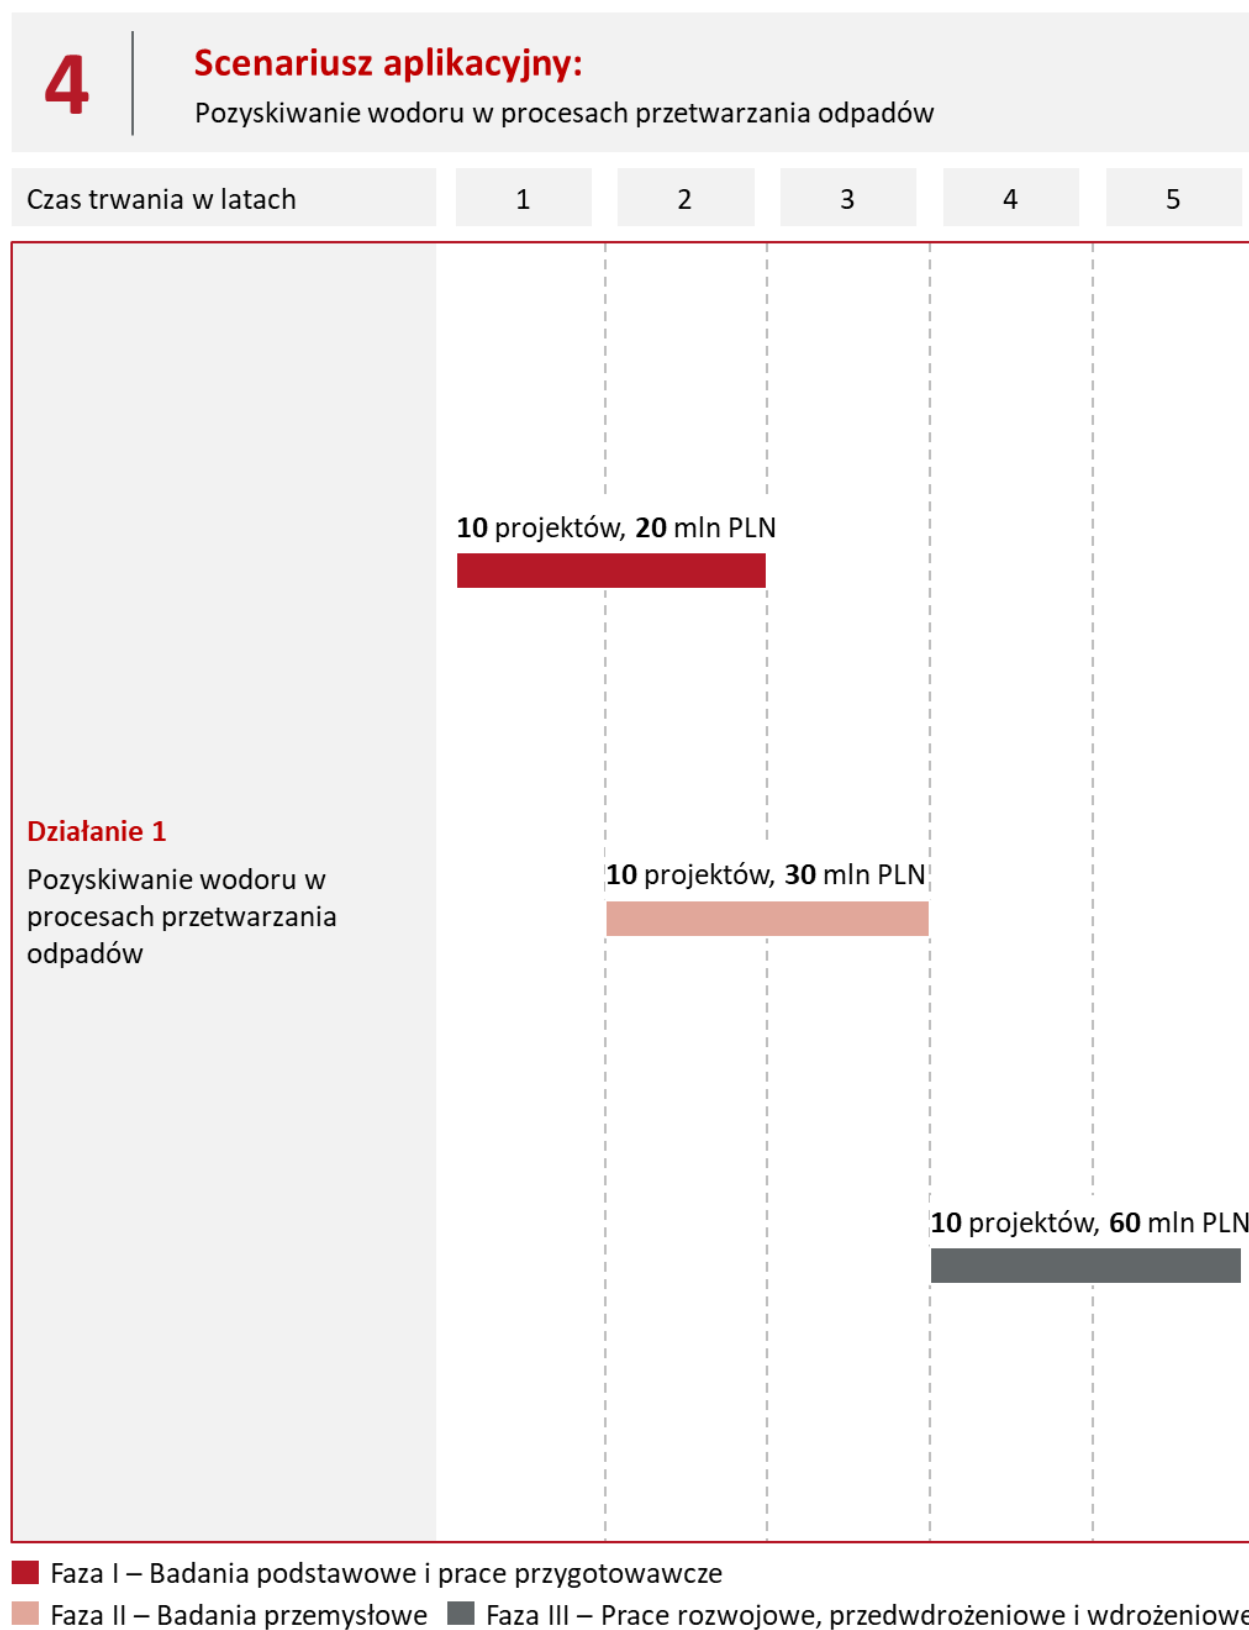 4
Scenariusz aplikacyjny:
Pozyskiwanie wodoru w procesach przetwarzania odpadów
Czas trwania w latach 1 2 3 4 5
10 projektów, 20 mln PLN
Działanie 1
Pozyskiwanie wodoru w
procesach przetwarzania
odpadów
10 projektów, 30 mln PLN
10 projektów, 60 mln PLN
Faza I – Badania podstawowe i prace przygotowawcze
Faza II – Badania przemysłowe Faza III – Prace rozwojowe, przedwdrożeniowe i wdrożeniowe